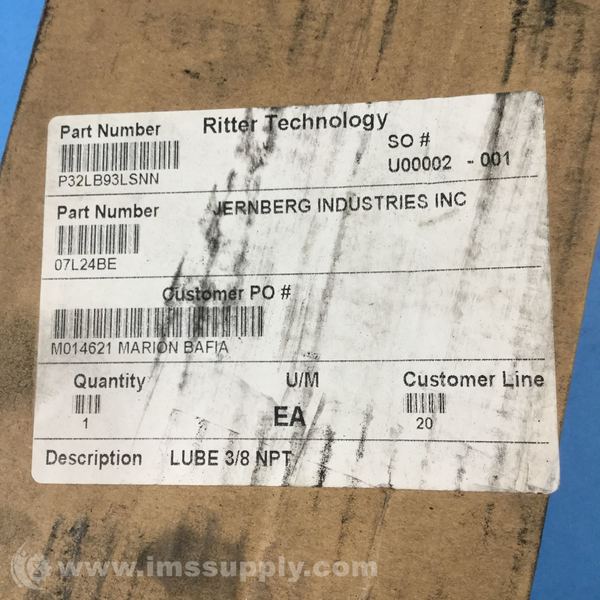 Part Number Ritter Technology SO #
P32LB93LSNN U00002 - 001
Part Number JERNBERG INDUSTRIES INC
07L24BE
Customer PO #
M014621 MARION BAFIA
Quantity U/M Customer Line
1 EA 20
Description LUBE 3/8 NPT
www.imssupply.com